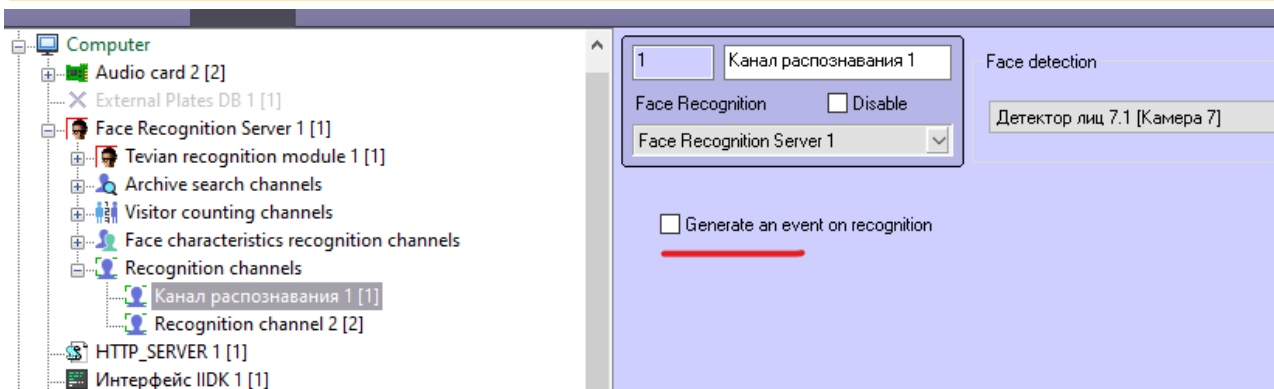 Computer
Audio card 2 [2]
External Plates DB 1 [1]
Face Recognition Server 1 [1]
Tevian recognition module 1 [1]
Archive search channels
Visitor counting channels
Face characteristics recognition channels
Recognition channels
Канал распознавания 1 [1]
Recognition channel 2 [2]
HTTP_SERVER 1 [1]
Интерфейс IIDK 1 [1]
1
Канал распознавания 1
Face Recognition
Disable
Face Recognition Server 1
Face detection
Детектор лиц 7.1 [Камера 7]
Generate an event on recognition